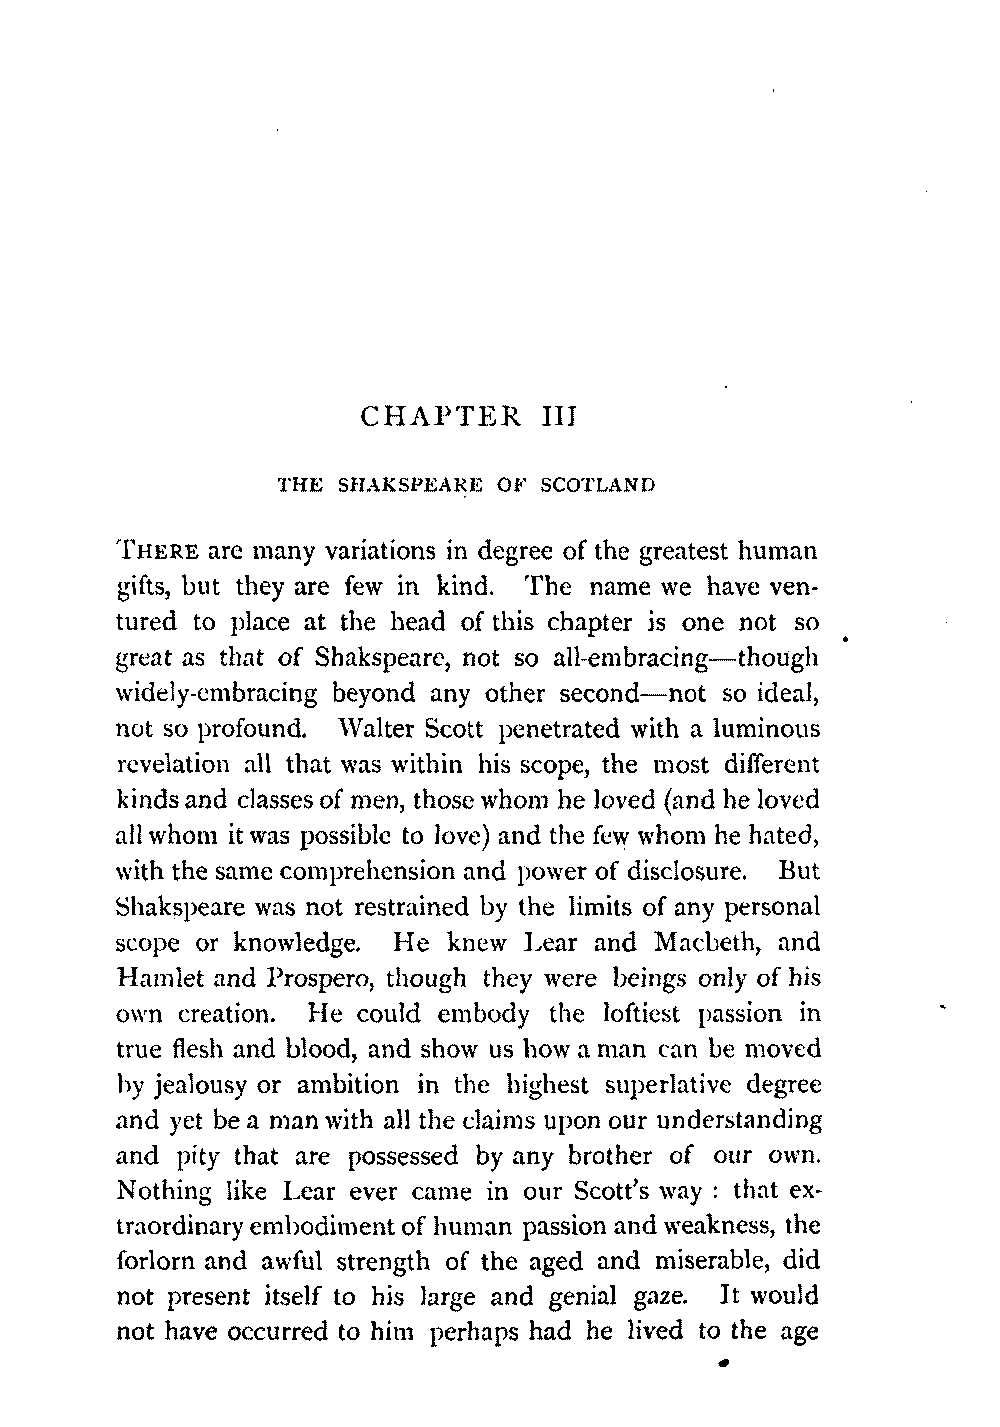 CHAPTER III
THE SHAKSPEARE OF SCOTLAND
THERE are many variations in degree of the greatest human
gifts, but they are few in kind. The name we have ven-
tured to place at the head of this chapter is one not so
great as that of Shakspeare, not so all-embracing—though
widely-embracing beyond any other second—not so ideal,
not so profound. Walter Scott penetrated with a luminous
revelation all that was within his scope, the most different
kinds and classes of men, those whom he loved (and he loved
all whom it was possible to love) and the few whom he hated,
with the same comprehension and power of disclosure. But
Shakspeare was not restrained by the limits of any personal
scope or knowledge. He knew Lear and Macbeth, and
Hamlet and Prospero, though they were beings only of his
own creation. He could embody the loftiest passion in
true flesh and blood, and show us how a man can be moved
by jealousy or ambition in the highest superlative degree
and yet be a man with all the claims upon our understanding
and pity that are possessed by any brother of our own.
Nothing like Lear ever came in our Scott's way : that ex-
traordinary embodiment of human passion and weakness, the
forlorn and awful strength of the aged and miserable, did
not present itself to his large and genial gaze. It would
not have occurred to him perhaps had he lived to the age